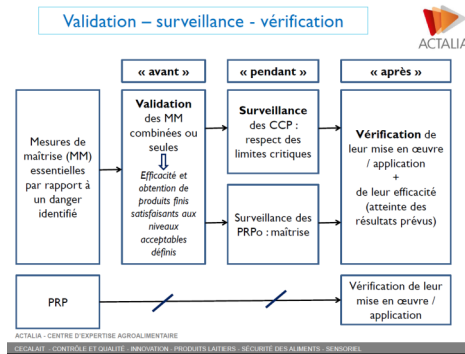 Validation – surveillance - vérification
ACTALIA
« avant »
« pendant »
« après »
Mesures de
maîtrise (MM)
essentielles
par rapport à
un danger
identifié
Validation
des MM
combinées ou
seules
Efficacité et
obtention de
produits finis
satisfaisants aux
niveaux
acceptables
définis
Surveillance
des CCP :
respect des
limites critiques
Surveillance des
PRPo : maîtrise
Vérification de
leur mise en œuvre
/ application
+
de leur efficacité
(atteinte des
résultats prévus)
PRP
Vérification de leur
mise en œuvre /
application
ACTALIA - CENTRE D'EXPERTISE AGROALIMENTAIRE
CECALAIT - CONTRÔLE ET QUALITÉ - INNOVATION - PRODUITS LAITIERS - SÉCURITÉ DES ALIMENTS - SENSORIEL